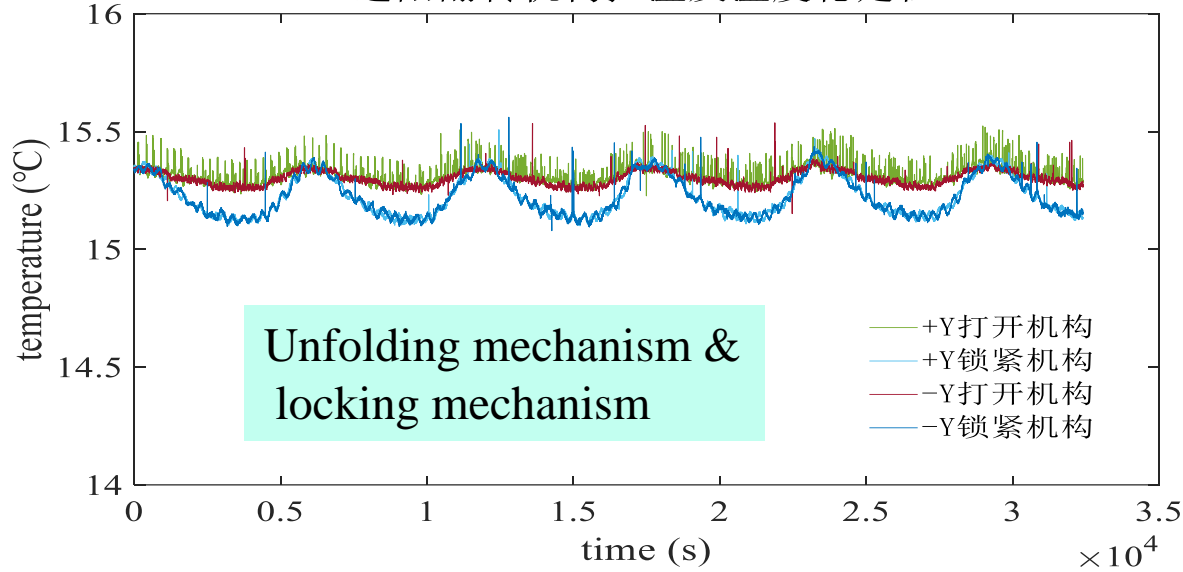 16
15.5
15
14.5
14
temperature (℃)
Unfolding mechanism &
locking mechanism
+Y打开机构
+Y锁紧机构
−Y打开机构
−Y锁紧机构
0 0.5 1 1.5 2 2.5 3 3.5
time (s)
×10⁴